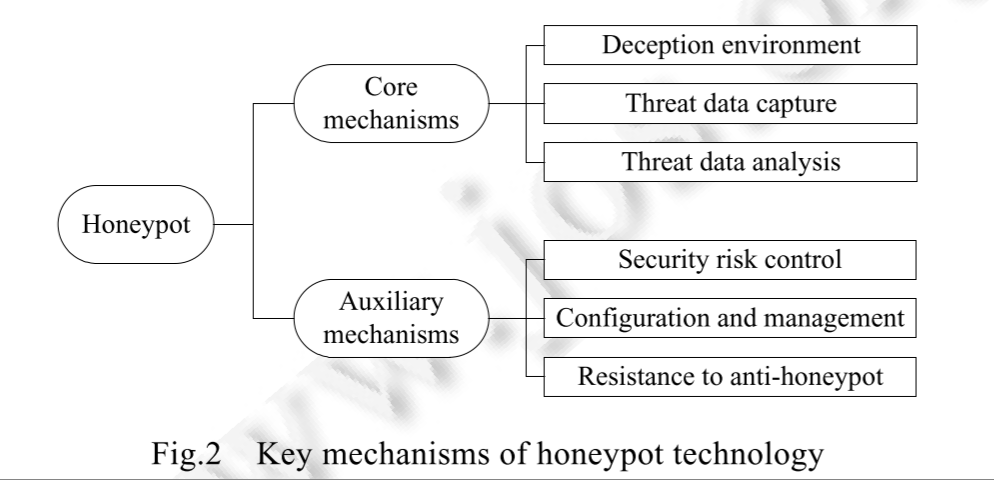 Deception environment
Core
mechanisms
Threat data capture
Threat data analysis
Honeypot
Security risk control
Auxiliary
mechanisms
Configuration and management
Resistance to anti-honeypot
Fig.2 Key mechanisms of honeypot technology